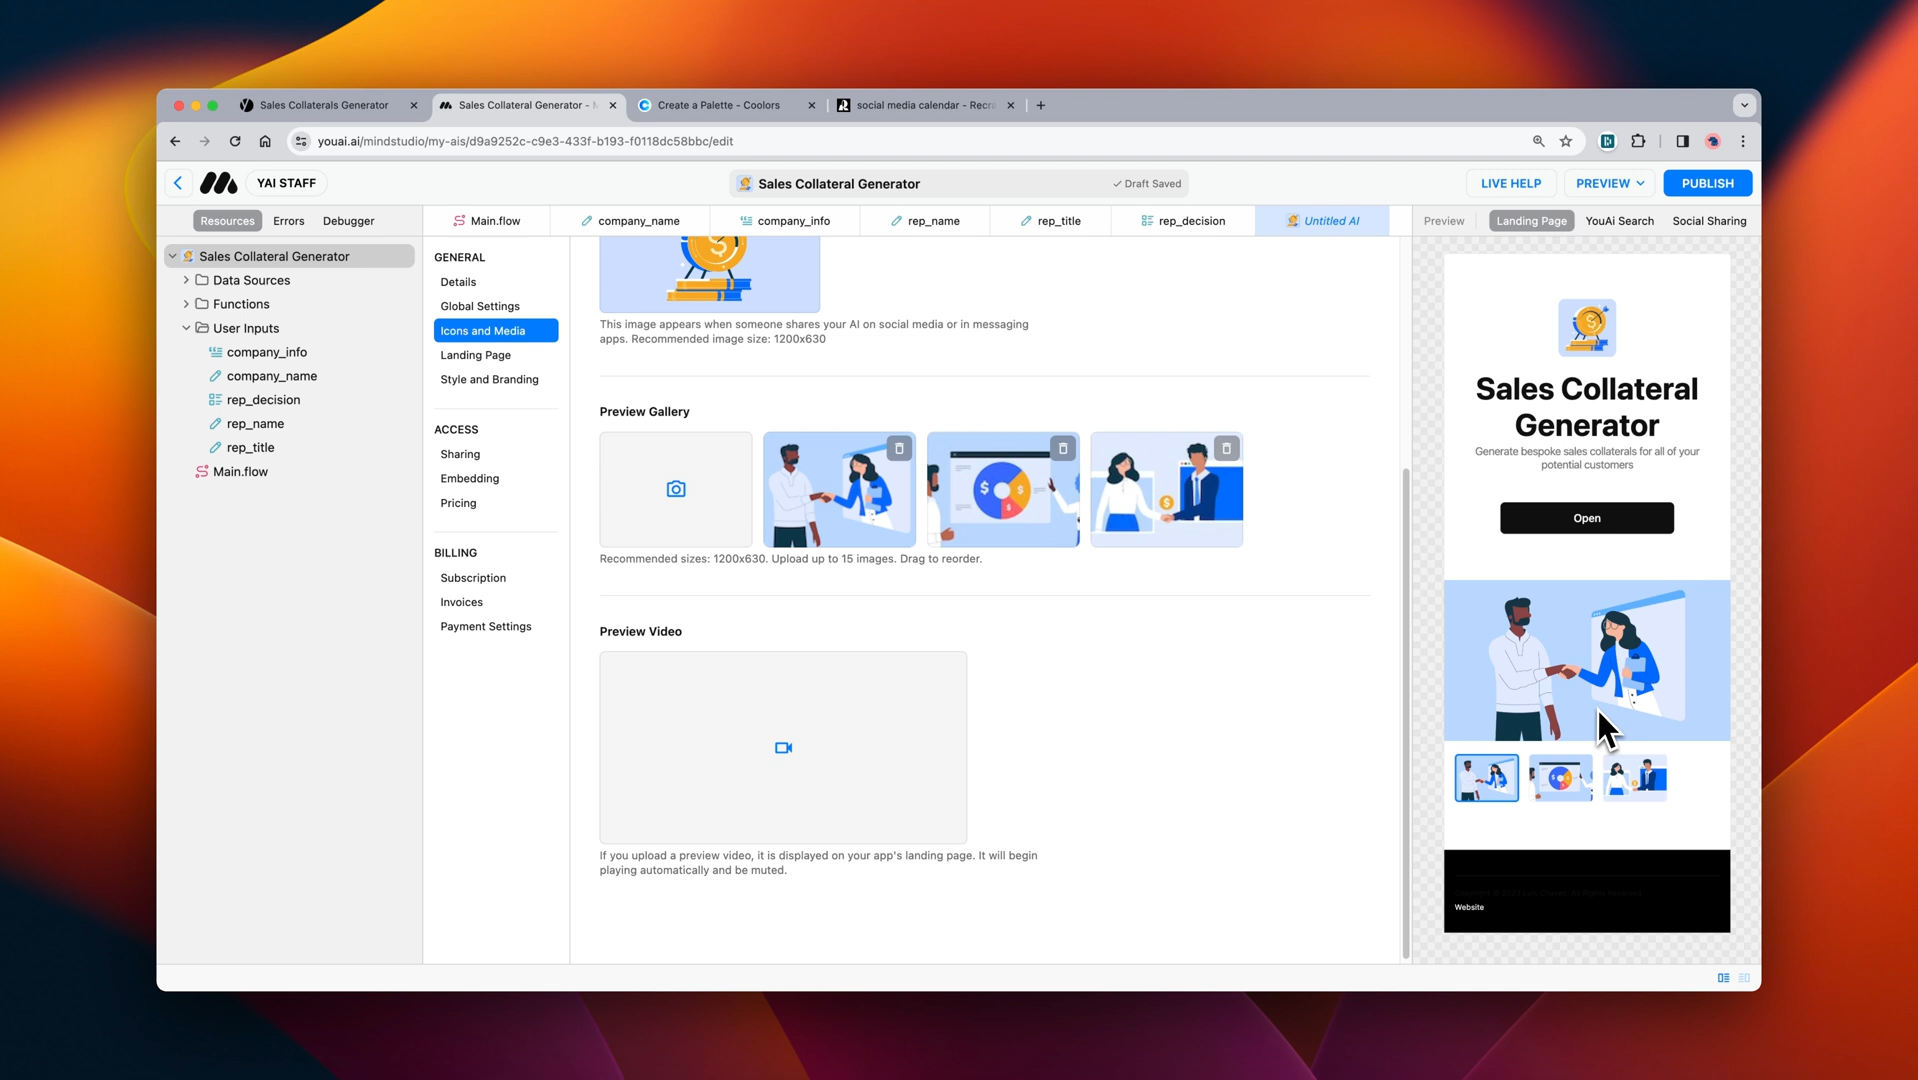 Sales Collaterals Generator
Sales Collateral Generator -
Create a Palette - Coolors
social media calendar - Recra
youai.ai/mindstudio/my-ais/d9a9252c-c9e3-433f-b193-f0118dc58bbc/edit
YAI STAFF
Sales Collateral Generator
Draft Saved
LIVE HELP
PREVIEW
PUBLISH
Resources
Errors
Debugger
Main.flow
company_name
company_info
rep_name
rep_title
rep_decision
Untitled AI
Preview
Landing Page
YouAi Search
Social Sharing
Sales Collateral Generator
Data Sources
Functions
User Inputs
company_info
company_name
rep_decision
rep_name
rep_title
Main.flow
GENERAL
Details
Global Settings
Icons and Media
Landing Page
Style and Branding
ACCESS
Sharing
Embedding
Pricing
BILLING
Subscription
Invoices
Payment Settings
This image appears when someone shares your AI on social media or in messaging
apps. Recommended image size: 1200x630
Preview Gallery
Recommended sizes: 1200x630. Upload up to 15 images. Drag to reorder.
Preview Video
If you upload a preview video, it is displayed on your app's landing page. It will begin
playing automatically and be muted.
Sales Collateral
Generator
Generate bespoke sales collaterals for all of your
potential customers
Open
Website